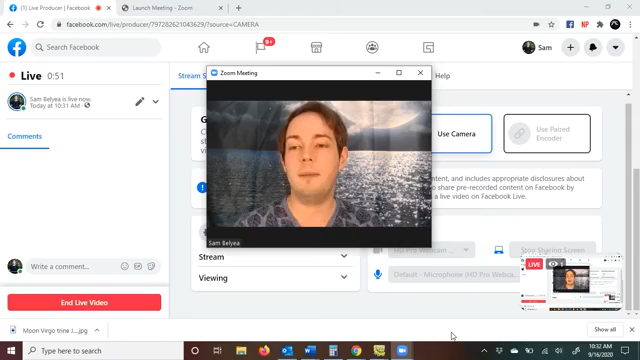 (1) Live Producer | Facebook
Launch Meeting - Zoom
facebook.com/live/producer/797282621043629/?source=CAMERA
Search Facebook
9+
Sam
Live 0:51
Stream S
Help
Zoom Meeting
Sam Belyea is live now.
Today at 10:31 AM
Comments
G
C
s
v
Use Camera
Use Paired
Encoder
ontent, and includes appropriate disclosures about
o share pre-recorded content on Facebook by
a live video on Facebook Live.
Sam Belyea
HD Pro Webcam
Stop Sharing Screen
Stream
Viewing
Default - Microphone (HD Pro Webca...
LIVE
1
Write a comment...
GIF
End Live Video
Moon Virgo trine J....jpg
Show all
Type here to search
10:32 AM
9/16/2020